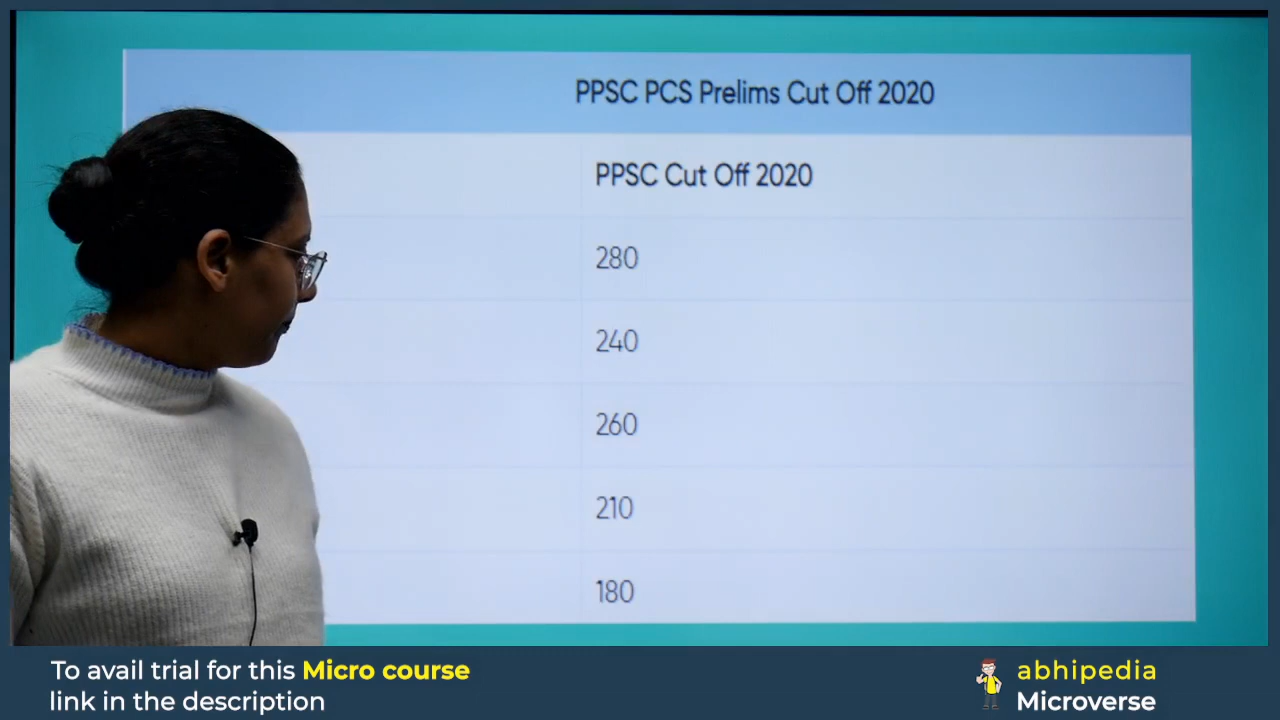 PPSC PCS Prelims Cut Off 2020
PPSC Cut Off 2020
280
240
260
210
180
To avail trial for this Micro course
link in the description
abhipedia
Microverse